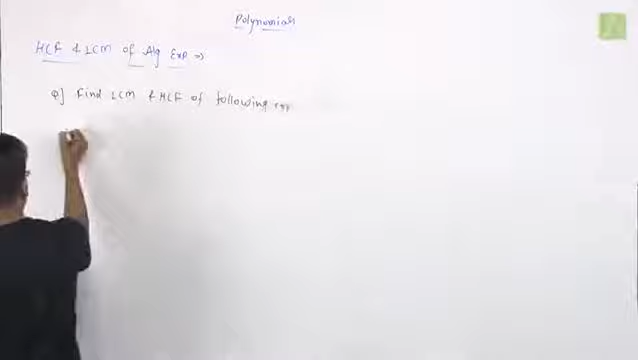 Polynomials
HCF & LCM of Alg Exp ⇒
Q] Find LCM & HCF of following exp